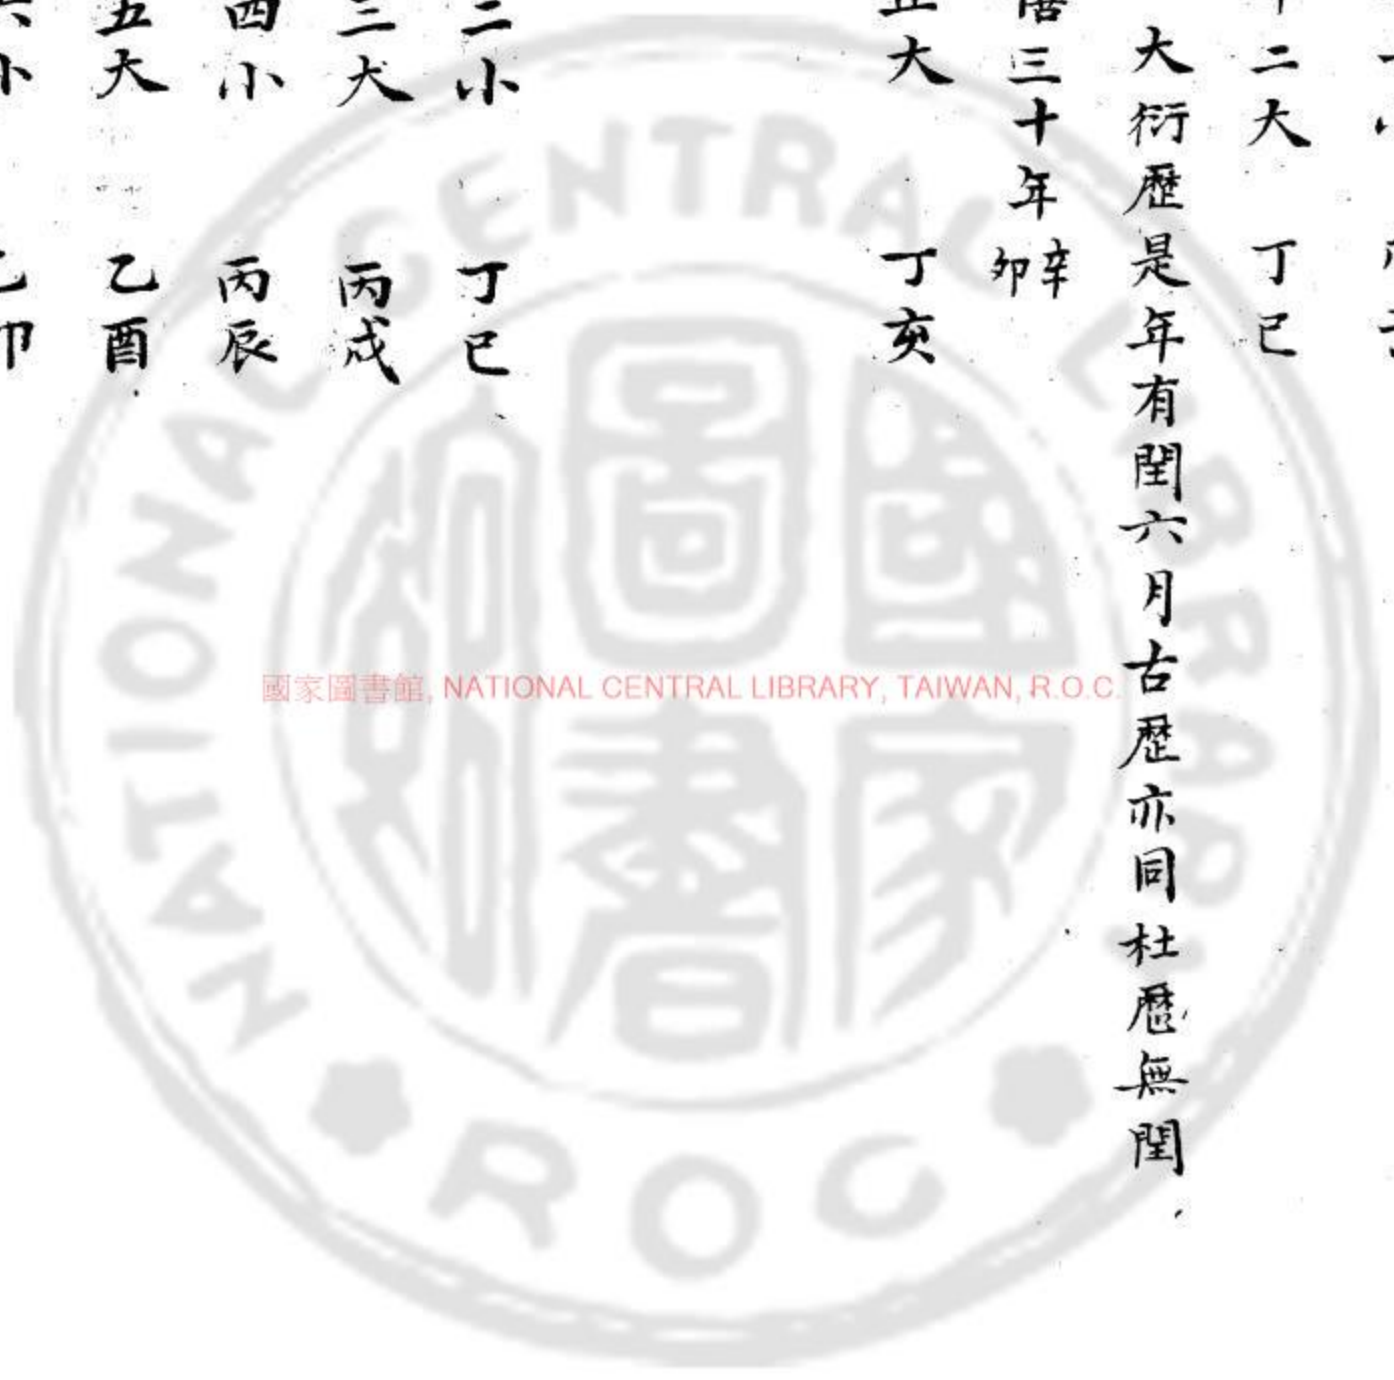 二大 丁巳
大衍歷是年有閏六月古歷亦同杜歷無閏
僖三十年辛卯
正大 丁亥
二小 丁巳
三大 丙戌
四小 丙辰
五大 乙酉
六小 乙卯
國家圖書館, NATIONAL CENTRAL LIBRARY, TAIWAN, R.O.C.
NATIONAL CENTRAL LIBRARY
ROC
國家圖書